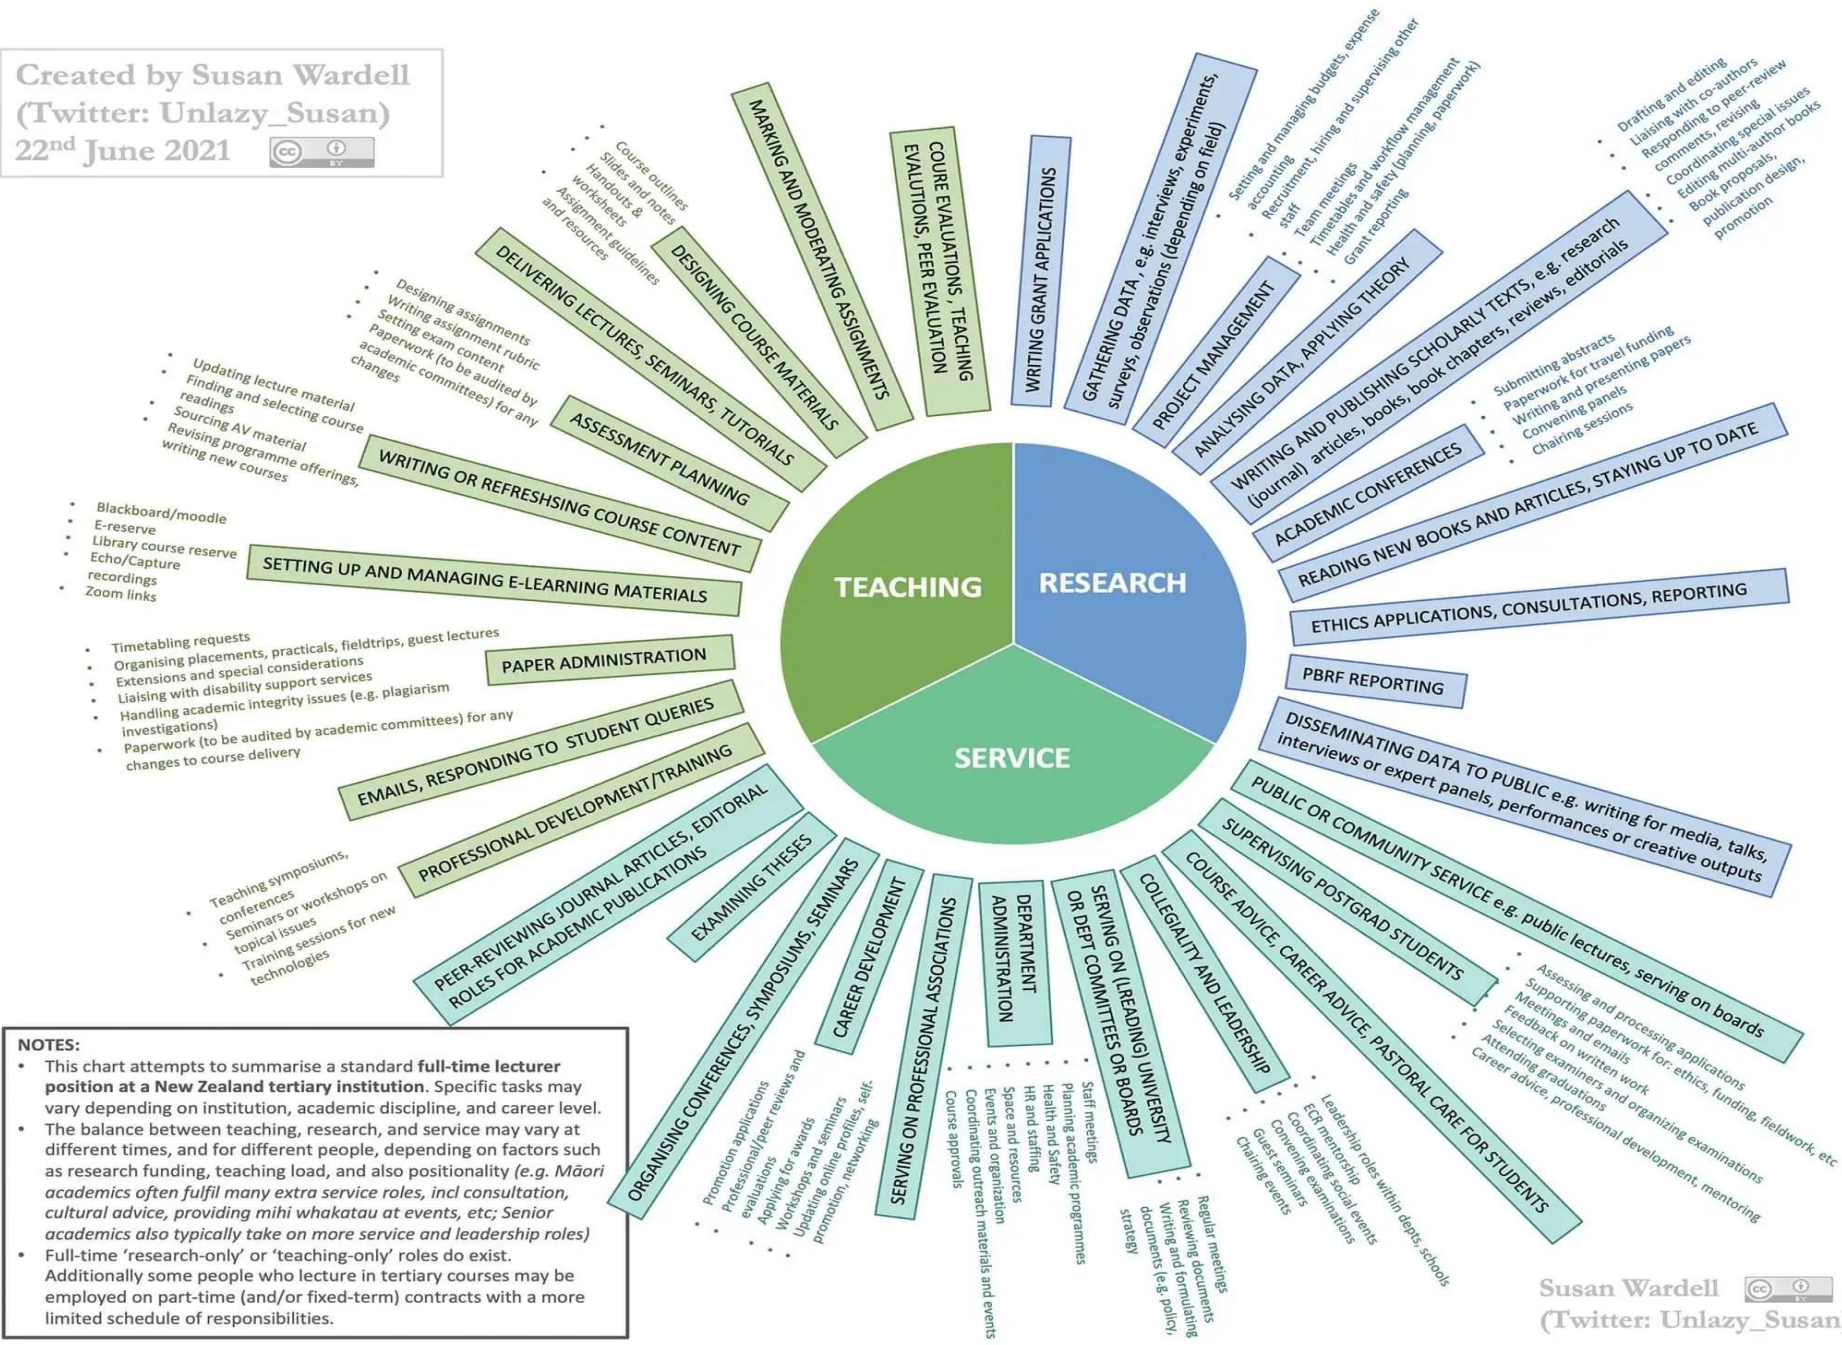 Created by Susan Wardell
(Twitter: Unlazy_Susan)
22nd June 2021
CC BY
TEACHING
RESEARCH
SERVICE
COURE EVALUATIONS , TEACHING
EVALUTIONS, PEER EVALUATION
MARKING AND MODERATING ASSIGNMENTS
DESIGNING COURSE MATERIALS
Course outlines
Slides and notes
Handouts &
worksheets
Assignment guidelines
and resources
DELIVERING LECTURES, SEMINARS, TUTORIALS
ASSESSMENT PLANNING
Designing assignments
Writing assignment rubric
Setting exam content
Paperwork (to be audited by
academic committees) for any
changes
WRITING OR REFRESHSING COURSE CONTENT
Updating lecture material
Finding and selecting course
readings
Sourcing AV material
Revising programme offerings,
writing new courses
SETTING UP AND MANAGING E-LEARNING MATERIALS
Blackboard/moodle
E-reserve
Library course reserve
Echo/Capture
recordings
Zoom links
PAPER ADMINISTRATION
Timetabling requests
Organising placements, practicals, fieldtrips, guest lectures
Extensions and special considerations
Liaising with disability support services
Handling academic integrity issues (e.g. plagiarism
investigations)
Paperwork (to be audited by academic committees) for any
changes to course delivery
EMAILS, RESPONDING TO STUDENT QUERIES
PROFESSIONAL DEVELOPMENT/TRAINING
Teaching symposiums,
conferences
Seminars or workshops on
topical issues
Training sessions for new
technologies
WRITING GRANT APPLICATIONS
GATHERING DATA , e.g. interviews, experiments,
surveys, observations (depending on field)
PROJECT MANAGEMENT
Setting and managing budgets, expense
accounting
Recruitment, hiring and supervising other
staff
Team meetings
Timetables and workflow management
Health and safety (planning, paperwork)
Grant reporting
ANALYSING DATA, APPLYING THEORY
WRITING AND PUBLISHING SCHOLARLY TEXTS, e.g. research
(journal) articles, books, book chapters, reviews, editorials
Drafting and editing
Liaising with co-authors
Responding to peer-review
comments, revising
Coordinating special issues
Editing multi-author books
Book proposals,
publication design,
promotion
ACADEMIC CONFERENCES
Submitting abstracts
Paperwork for travel funding
Writing and presenting papers
Convening panels
Chairing sessions
READING NEW BOOKS AND ARTICLES, STAYING UP TO DATE
ETHICS APPLICATIONS, CONSULTATIONS, REPORTING
PBRF REPORTING
DISSEMINATING DATA TO PUBLIC e.g. writing for media, talks,
interviews or expert panels, performances or creative outputs
PUBLIC OR COMMUNITY SERVICE e.g. public lectures, serving on boards
SUPERVISING POSTGRAD STUDENTS
Assessing and processing applications
Supporting paperwork for: ethics, funding, fieldwork, etc
Meetings and emails
Feedback on written work
Selecting examiners and organizing examinations
Attending graduations
Career advice, professional development, mentoring
COURSE ADVICE, CAREER ADVICE, PASTORAL CARE FOR STUDENTS
COLLEGIALITY AND LEADERSHIP
Leadership roles within depts, schools
ECR mentorship
Coordinating social events
Convening examinations
Guest seminars
Chairing events
SERVING ON (LREADING) UNIVERSITY
OR DEPT COMMITTEES OR BOARDS
Regular meetings
Reviewing documents
Writing and formulating
documents (e.g. policy,
strategy
DEPARTMENT
ADMINISTRATION
Staff meetings
Planning academic programmes
Health and Safety
HR and staffing
Space and resources
Events and organization
Coordinating outreach materials and events
Course approvals
SERVING ON PROFESSIONAL ASSOCIATIONS
CAREER DEVELOPMENT
Promotion applications
Professional/peer reviews and
evaluations
Applying for awards
Workshops and seminars
Updating online profiles, self-
promotion, networking
ORGANISING CONFERENCES, SYMPOSIUMS, SEMINARS
EXAMINING THESES
PEER-REVIEWING JOURNAL ARTICLES, EDITORIAL
ROLES FOR ACADEMIC PUBLICATIONS
NOTES:
This chart attempts to summarise a standard full-time lecturer
position at a New Zealand tertiary institution. Specific tasks may
vary depending on institution, academic discipline, and career level.
The balance between teaching, research, and service may vary at
different times, and for different people, depending on factors such
as research funding, teaching load, and also positionality (e.g. Māori
academics often fulfil many extra service roles, incl consultation,
cultural advice, providing mihi whakatau at events, etc; Senior
academics also typically take on more service and leadership roles)
Full-time ‘research-only’ or ‘teaching-only’ roles do exist.
Additionally some people who lecture in tertiary courses may be
employed on part-time (and/or fixed-term) contracts with a more
limited schedule of responsibilities.
Susan Wardell
CC BY
(Twitter: Unlazy_Susan